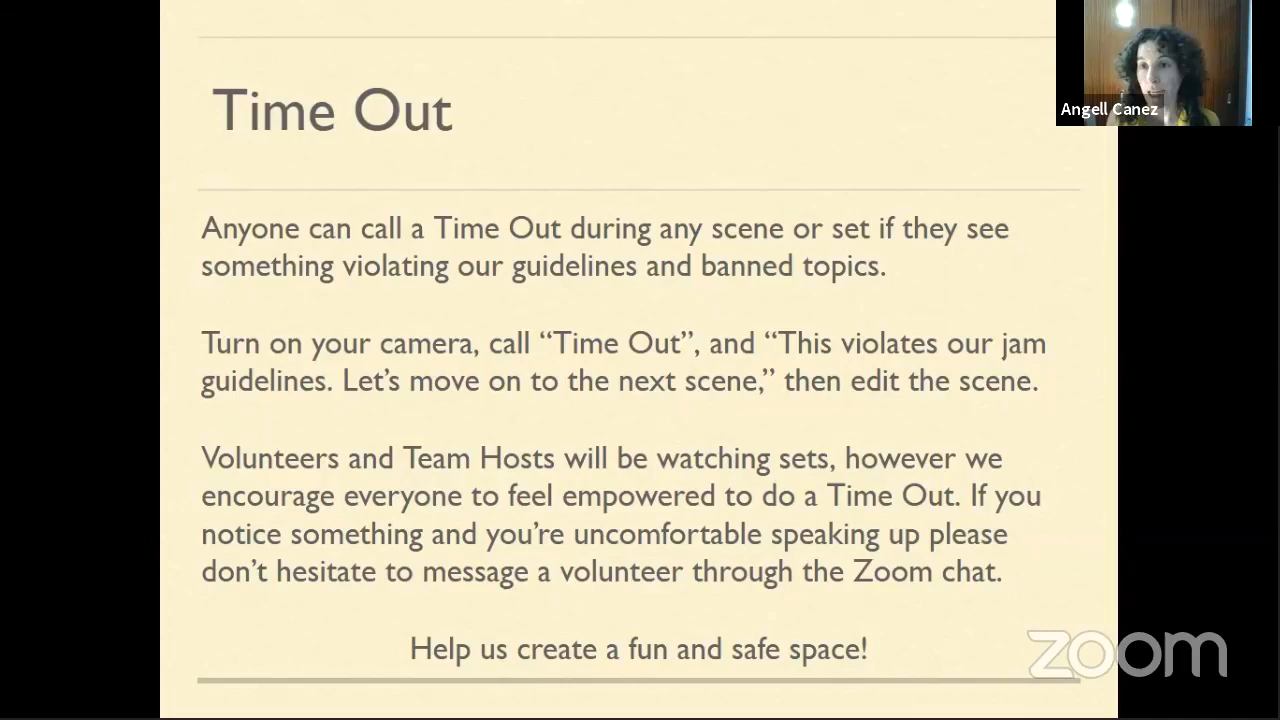 Time Out
Angell Canez
Anyone can call a Time Out during any scene or set if they see
something violating our guidelines and banned topics.
Turn on your camera, call “Time Out”, and “This violates our jam
guidelines. Let’s move on to the next scene,” then edit the scene.
Volunteers and Team Hosts will be watching sets, however we
encourage everyone to feel empowered to do a Time Out. If you
notice something and you’re uncomfortable speaking up please
don’t hesitate to message a volunteer through the Zoom chat.
Help us create a fun and safe space!
zoom